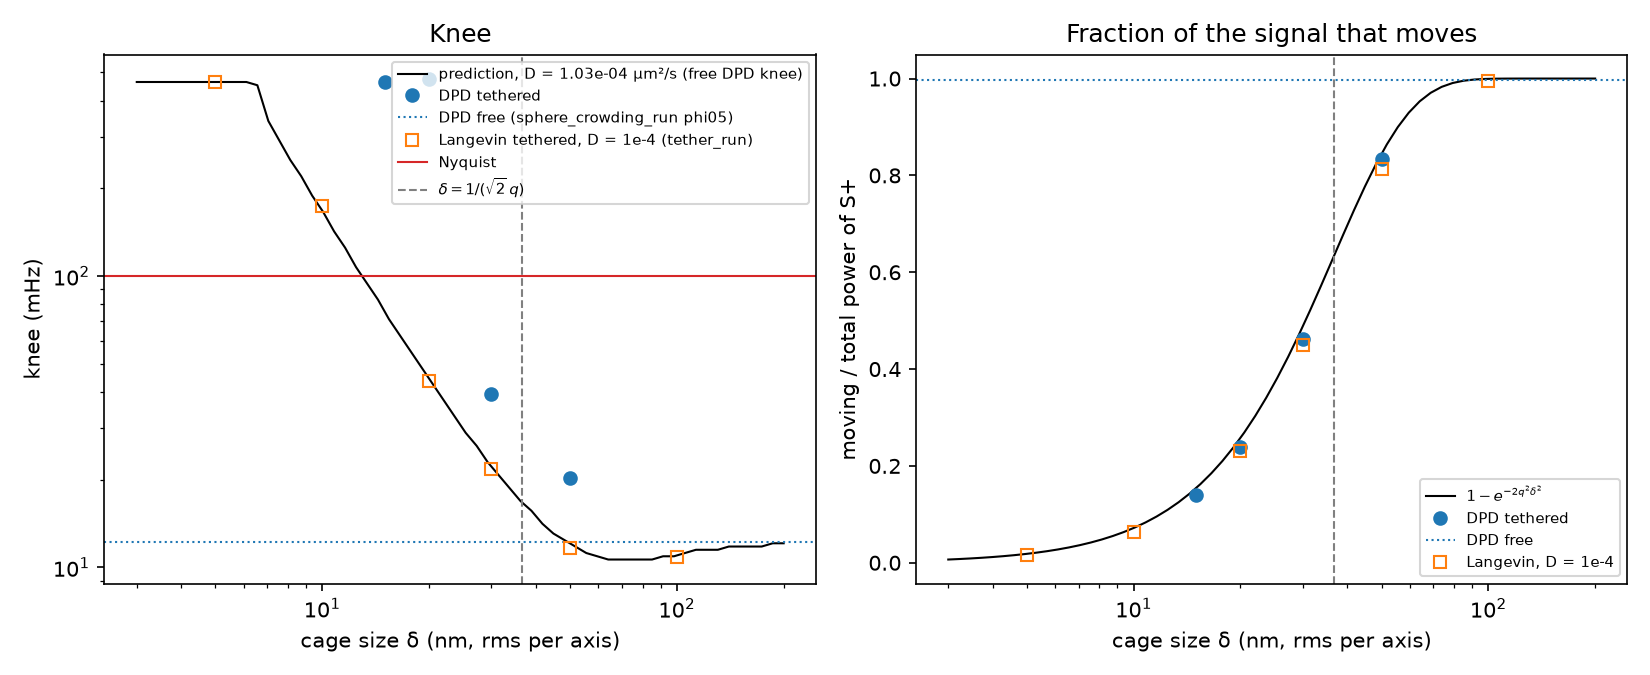 Knee
prediction, D = 1.03e-04 µm²/s (free DPD knee)
DPD tethered
DPD free (sphere_crowding_run phi05)
Langevin tethered, D = 1e-4 (tether_run)
Nyquist
δ = 1/(√2 q)
knee (mHz)
10²
10¹
10¹
10²
cage size δ (nm, rms per axis)
Fraction of the signal that moves
moving / total power of S+
1.0
0.8
0.6
0.4
0.2
0.0
1 − e^{−2q²δ²}
DPD tethered
DPD free
Langevin, D = 1e-4
10¹
10²
cage size δ (nm, rms per axis)